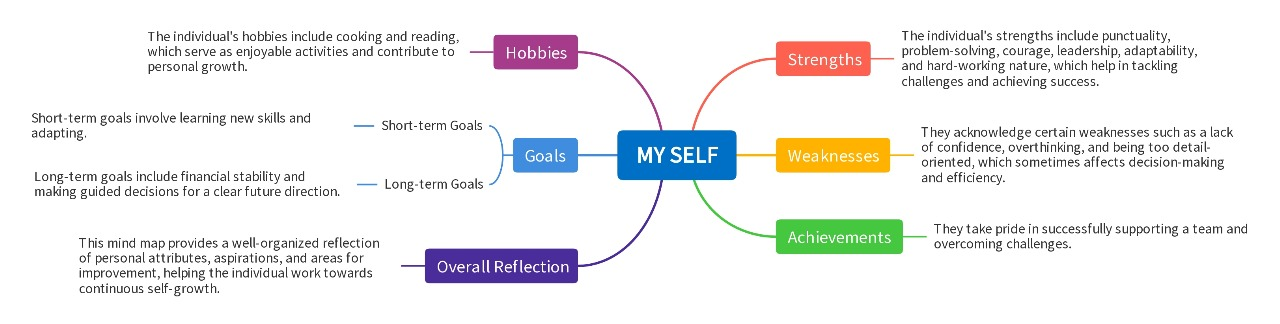 MY SELF
Strengths
The individual's strengths include punctuality,
problem-solving, courage, leadership, adaptability,
and hard-working nature, which help in tackling
challenges and achieving success.
Weaknesses
They acknowledge certain weaknesses such as a lack
of confidence, overthinking, and being too detail-
oriented, which sometimes affects decision-making
and efficiency.
Achievements
They take pride in successfully supporting a team and
overcoming challenges.
Hobbies
The individual's hobbies include cooking and reading,
which serve as enjoyable activities and contribute to
personal growth.
Goals
Short-term Goals
Short-term goals involve learning new skills and
adapting.
Long-term Goals
Long-term goals include financial stability and
making guided decisions for a clear future direction.
Overall Reflection
This mind map provides a well-organized reflection
of personal attributes, aspirations, and areas for
improvement, helping the individual work towards
continuous self-growth.